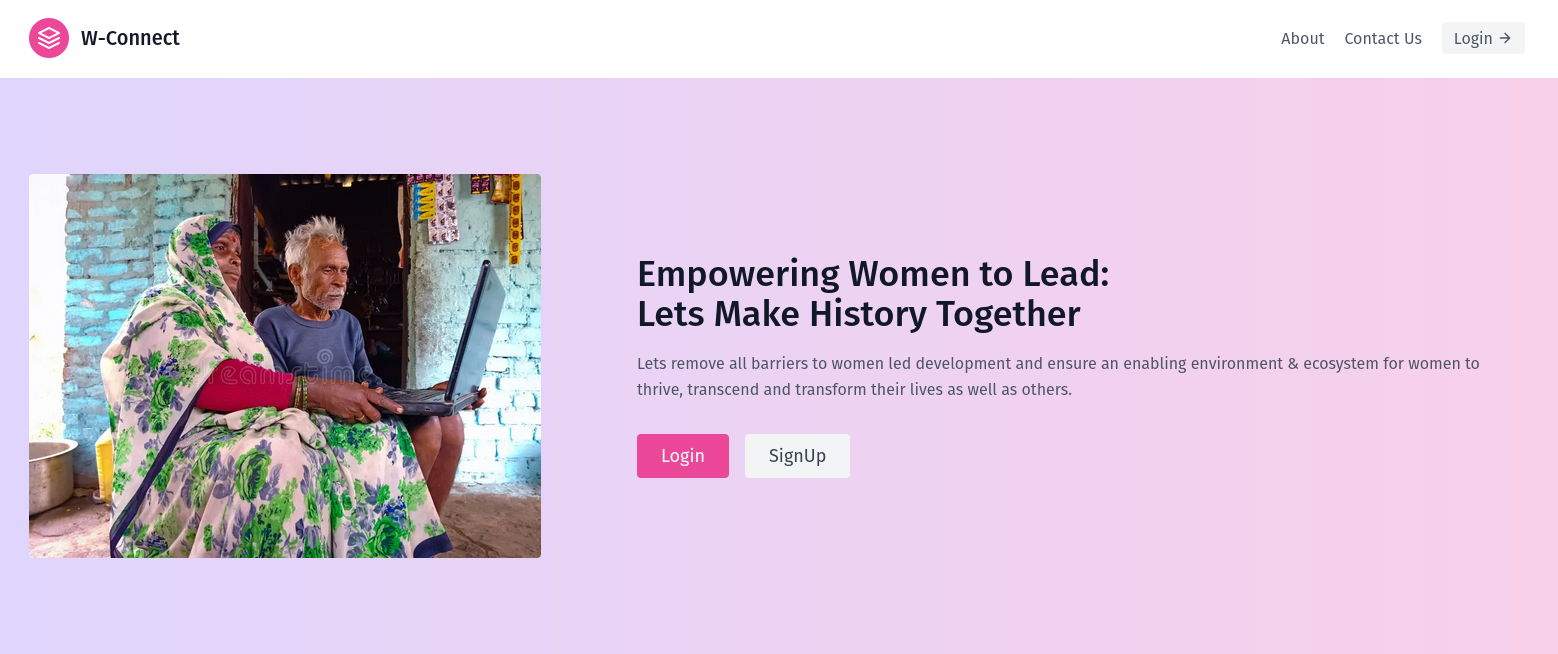 W-Connect
About
Contact Us
Login →
Empowering Women to Lead:
Lets Make History Together
Lets remove all barriers to women led development and ensure an enabling environment & ecosystem for women to
thrive, transcend and transform their lives as well as others.
Login
SignUp
dreamstime